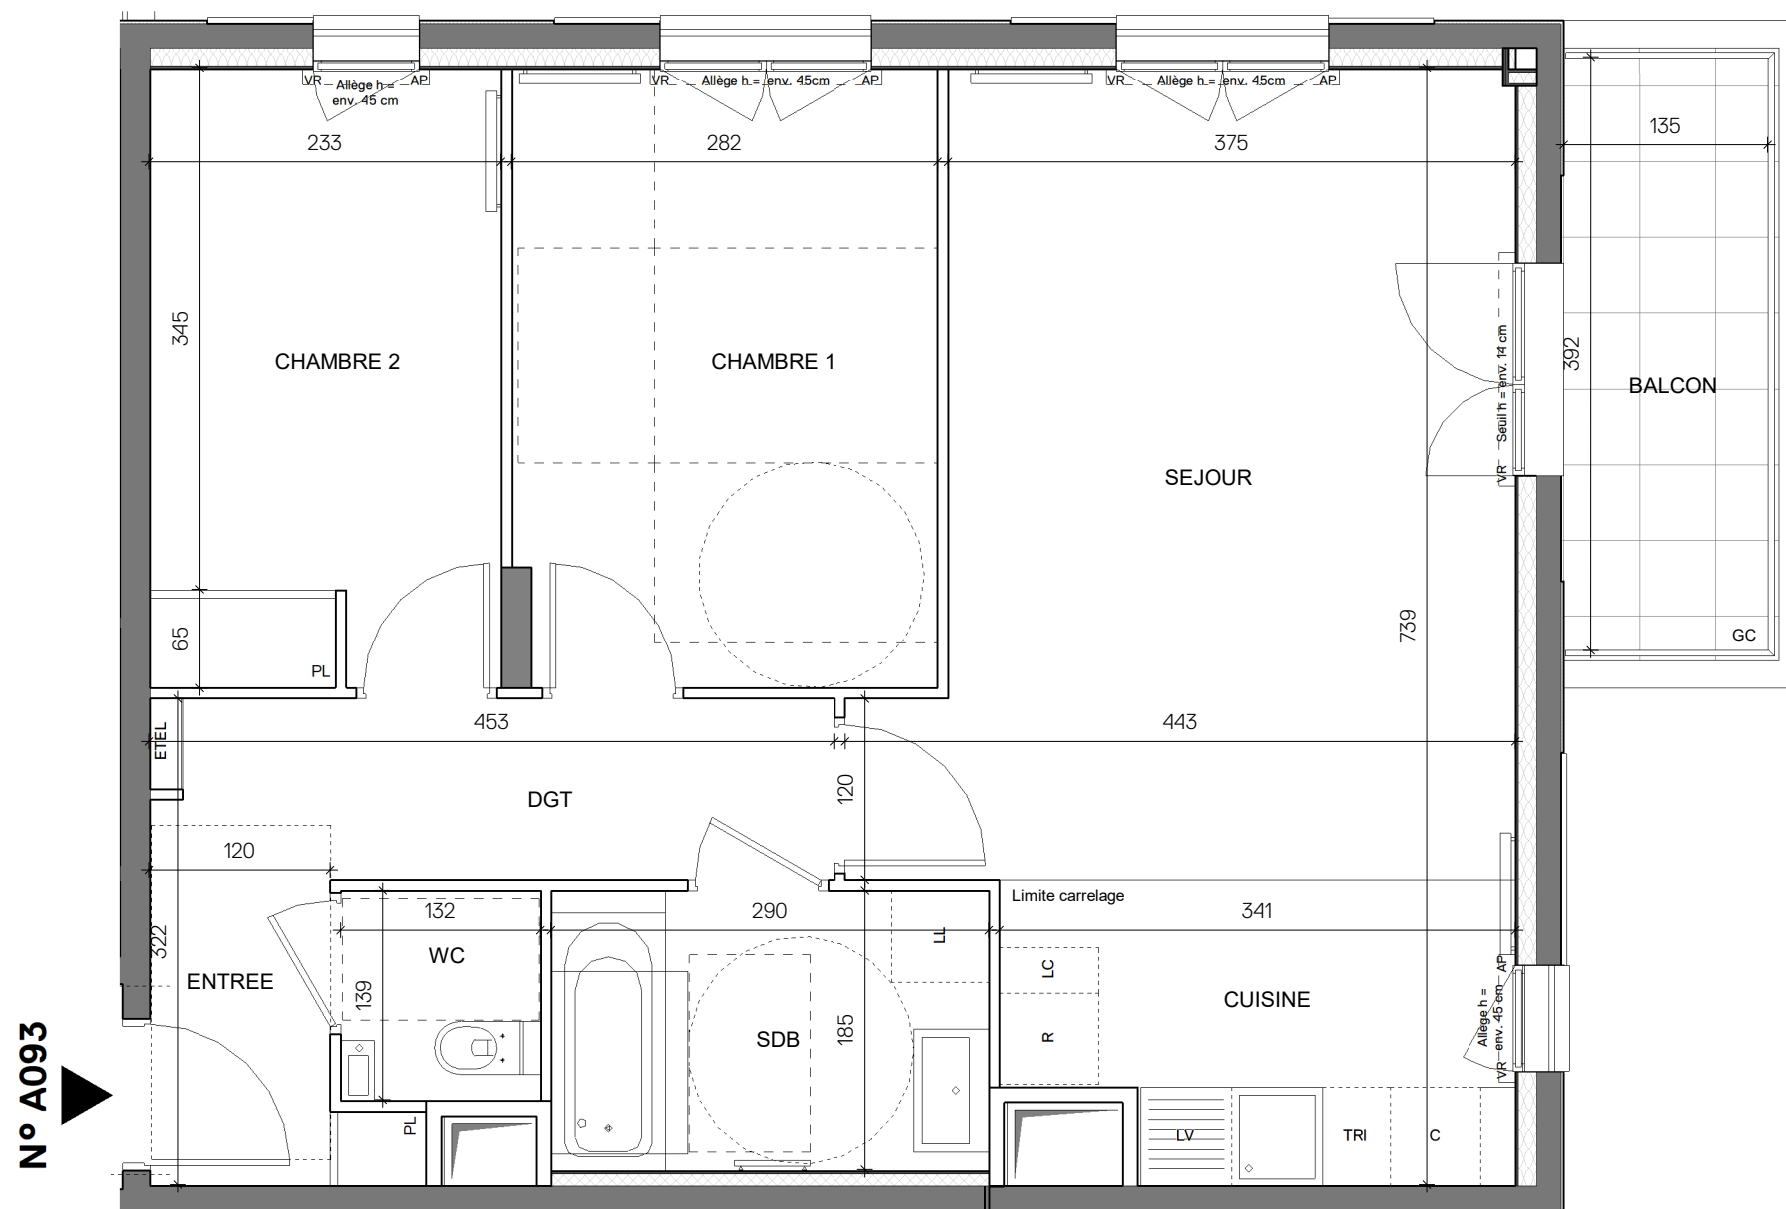 VR
Allège h =
env. 45 cm
AP
VR
Allège h = env. 45cm
AP
VR
Allège h = env. 45cm
AP
233
282
375
135
345
CHAMBRE 2
CHAMBRE 1
SEJOUR
VR Seuil h = env. 14 cm
392
BALCON
GC
65
PL
739
ETEL
453
443
DGT
120
120
Limite carrelage
132
290
LL
341
322
ENTREE
WC
139
SDB
185
LC
R
CUISINE
VR
Allège h =
env. 45 cm
AP
PL
LV
TRI
C
N° A093